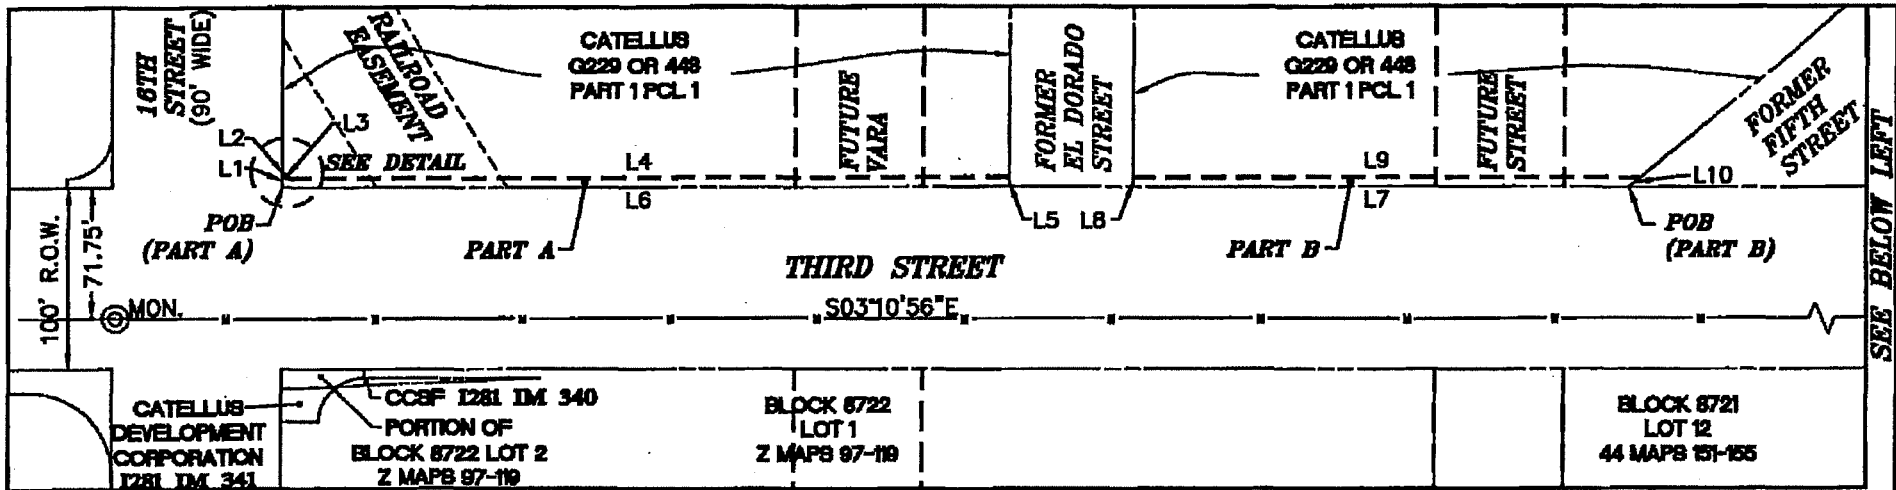 16TH
STREET
(90' WIDE)
RAILROAD
EASEMENT
CATELLUS
G229 OR 448
PART 1 PCL 1
FUTURE
VARA
FORMER
EL DORADO
STREET
CATELLUS
G229 OR 448
PART 1 PCL 1
FUTURE
STREET
FORMER
FIFTH
STREET
SEE BELOW LEFT
L2
L3
L1
SEE DETAIL
L4
L6
L9
L7
L10
L5
L8
POB
(PART A)
PART A
PART B
POB
(PART B)
100' R.O.W.
71.75'
THIRD STREET
MON.
S03°10'56"E
CATELLUS
DEVELOPMENT
CORPORATION
I281 IM 341
CCSF I281 IM 340
PORTION OF
BLOCK 8722 LOT 2
Z MAPS 97-119
BLOCK 8722
LOT 1
Z MAPS 97-119
BLOCK 8721
LOT 12
44 MAPS 151-155